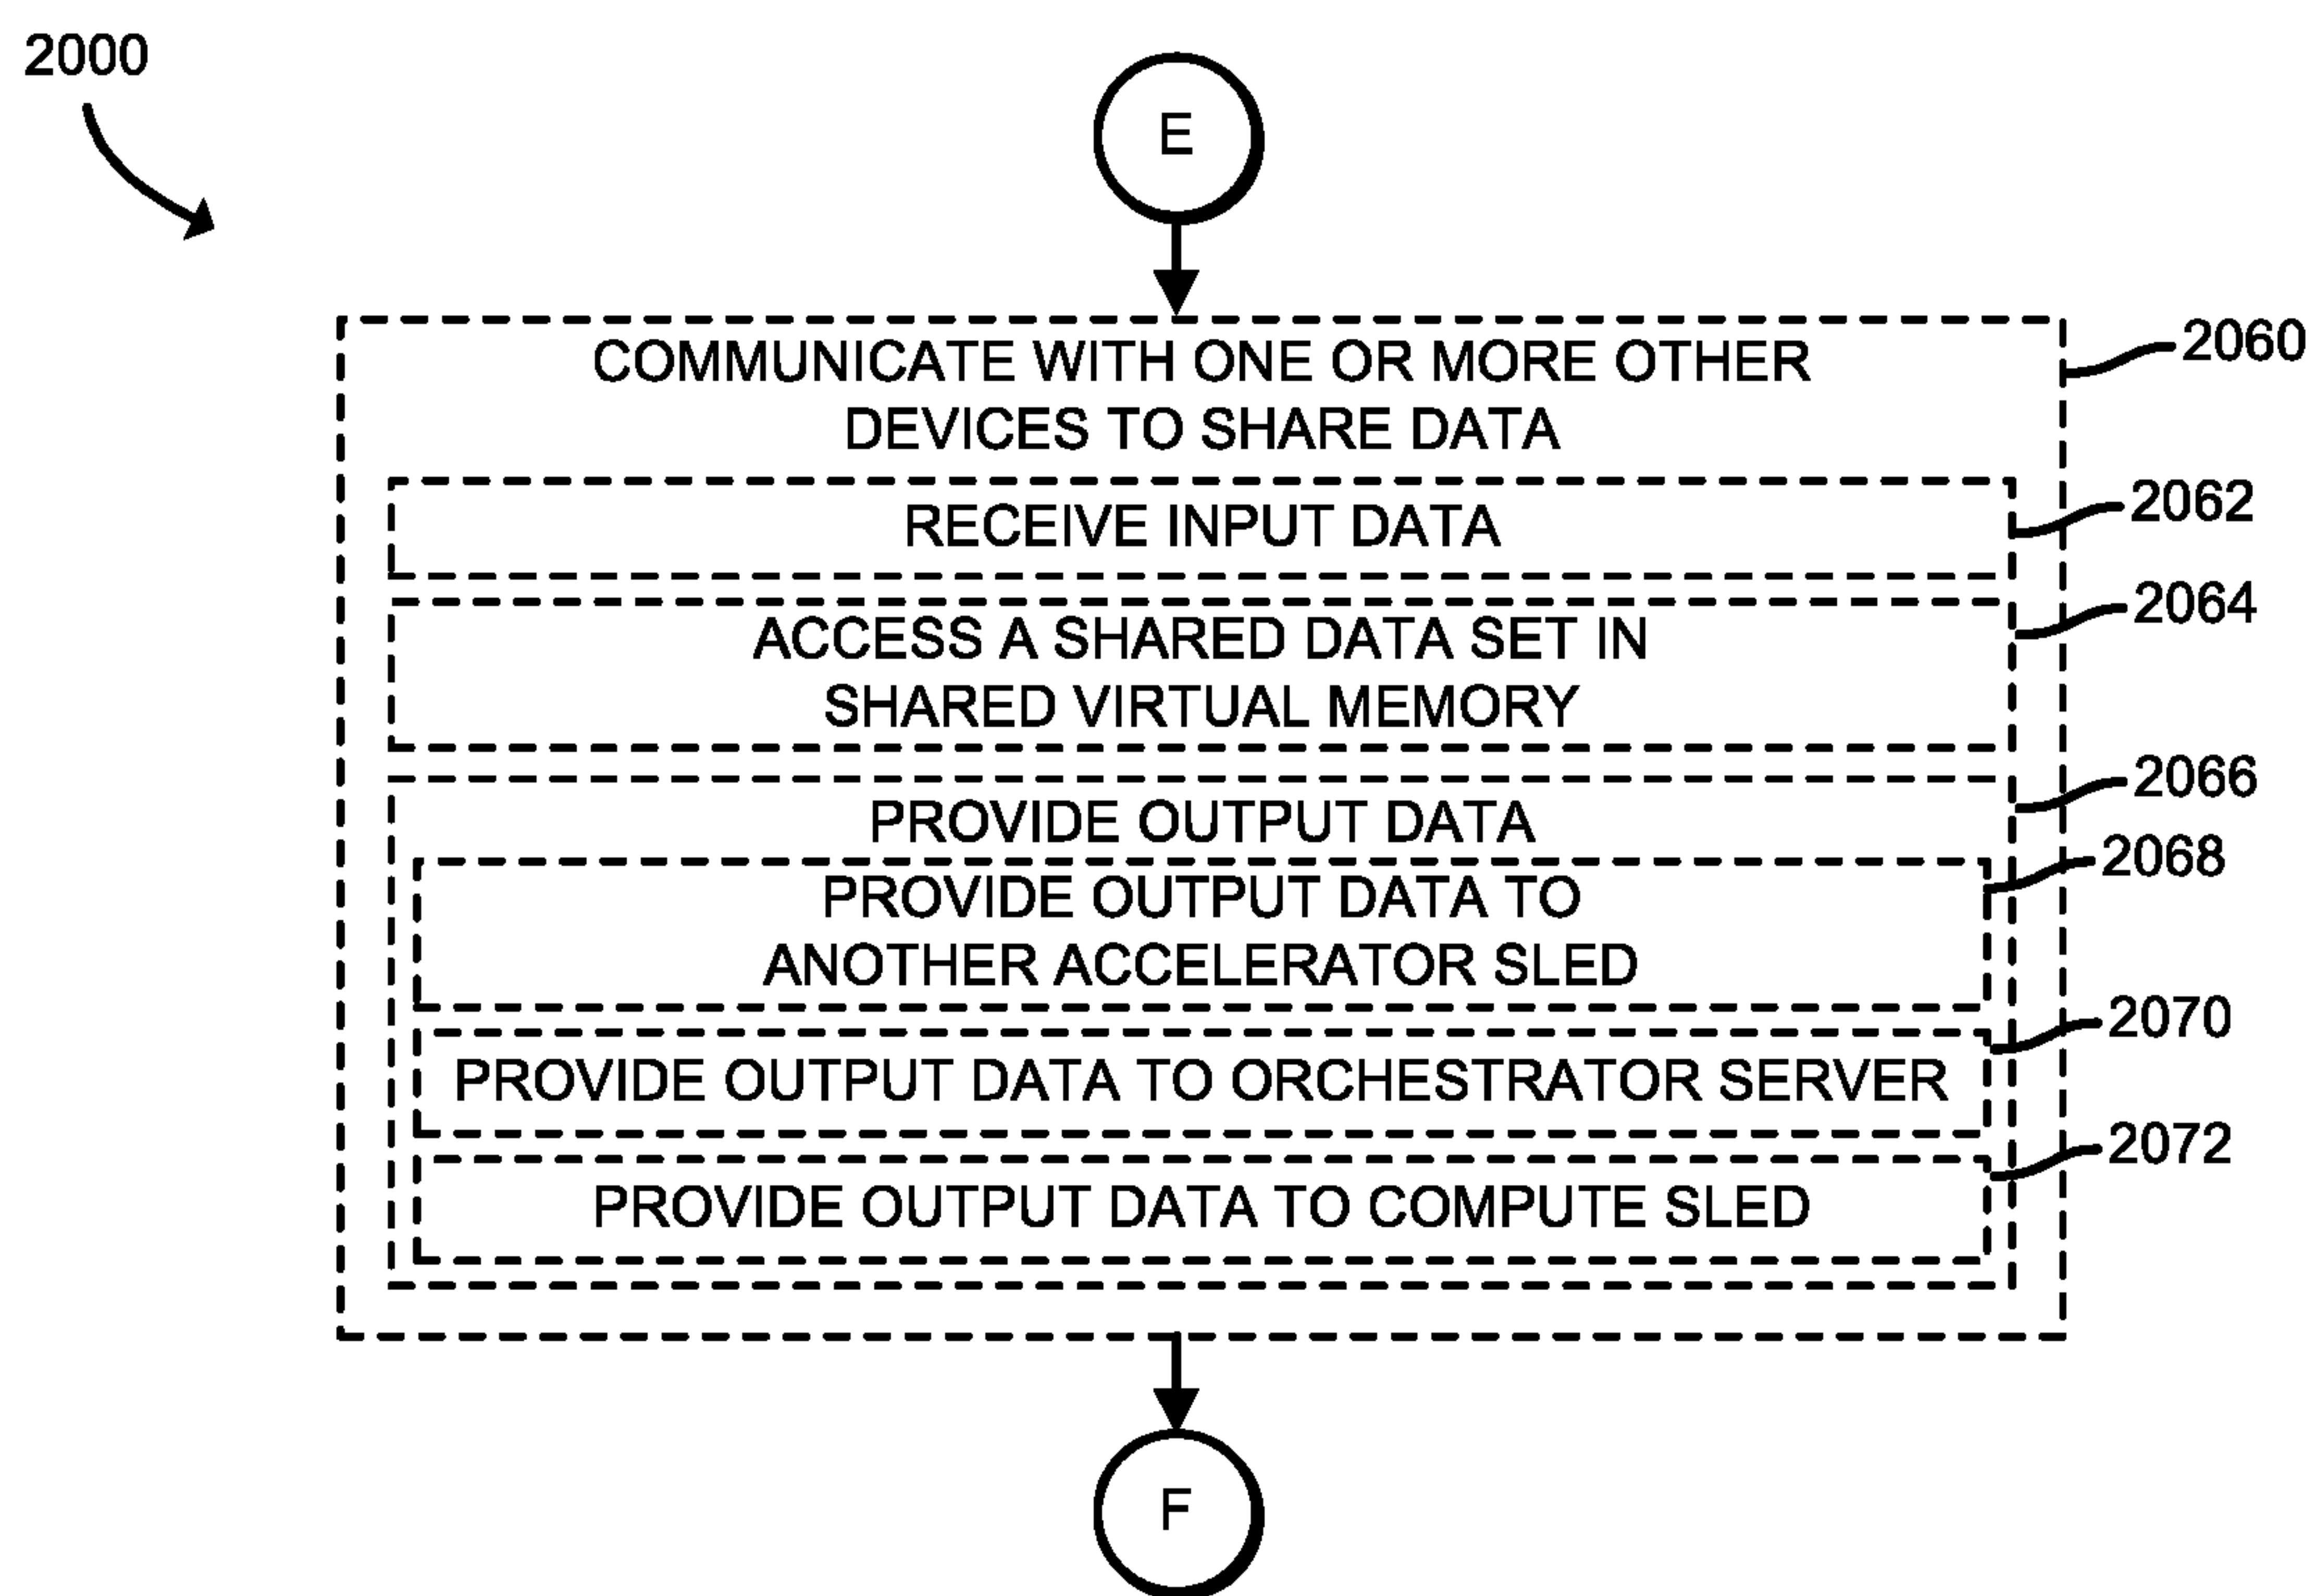 2000
E
COMMUNICATE WITH ONE OR MORE OTHER
DEVICES TO SHARE DATA
2060
RECEIVE INPUT DATA
2062
ACCESS A SHARED DATA SET IN
SHARED VIRTUAL MEMORY
2064
PROVIDE OUTPUT DATA
2066
PROVIDE OUTPUT DATA TO
ANOTHER ACCELERATOR SLED
2068
PROVIDE OUTPUT DATA TO ORCHESTRATOR SERVER
2070
PROVIDE OUTPUT DATA TO COMPUTE SLED
2072
F